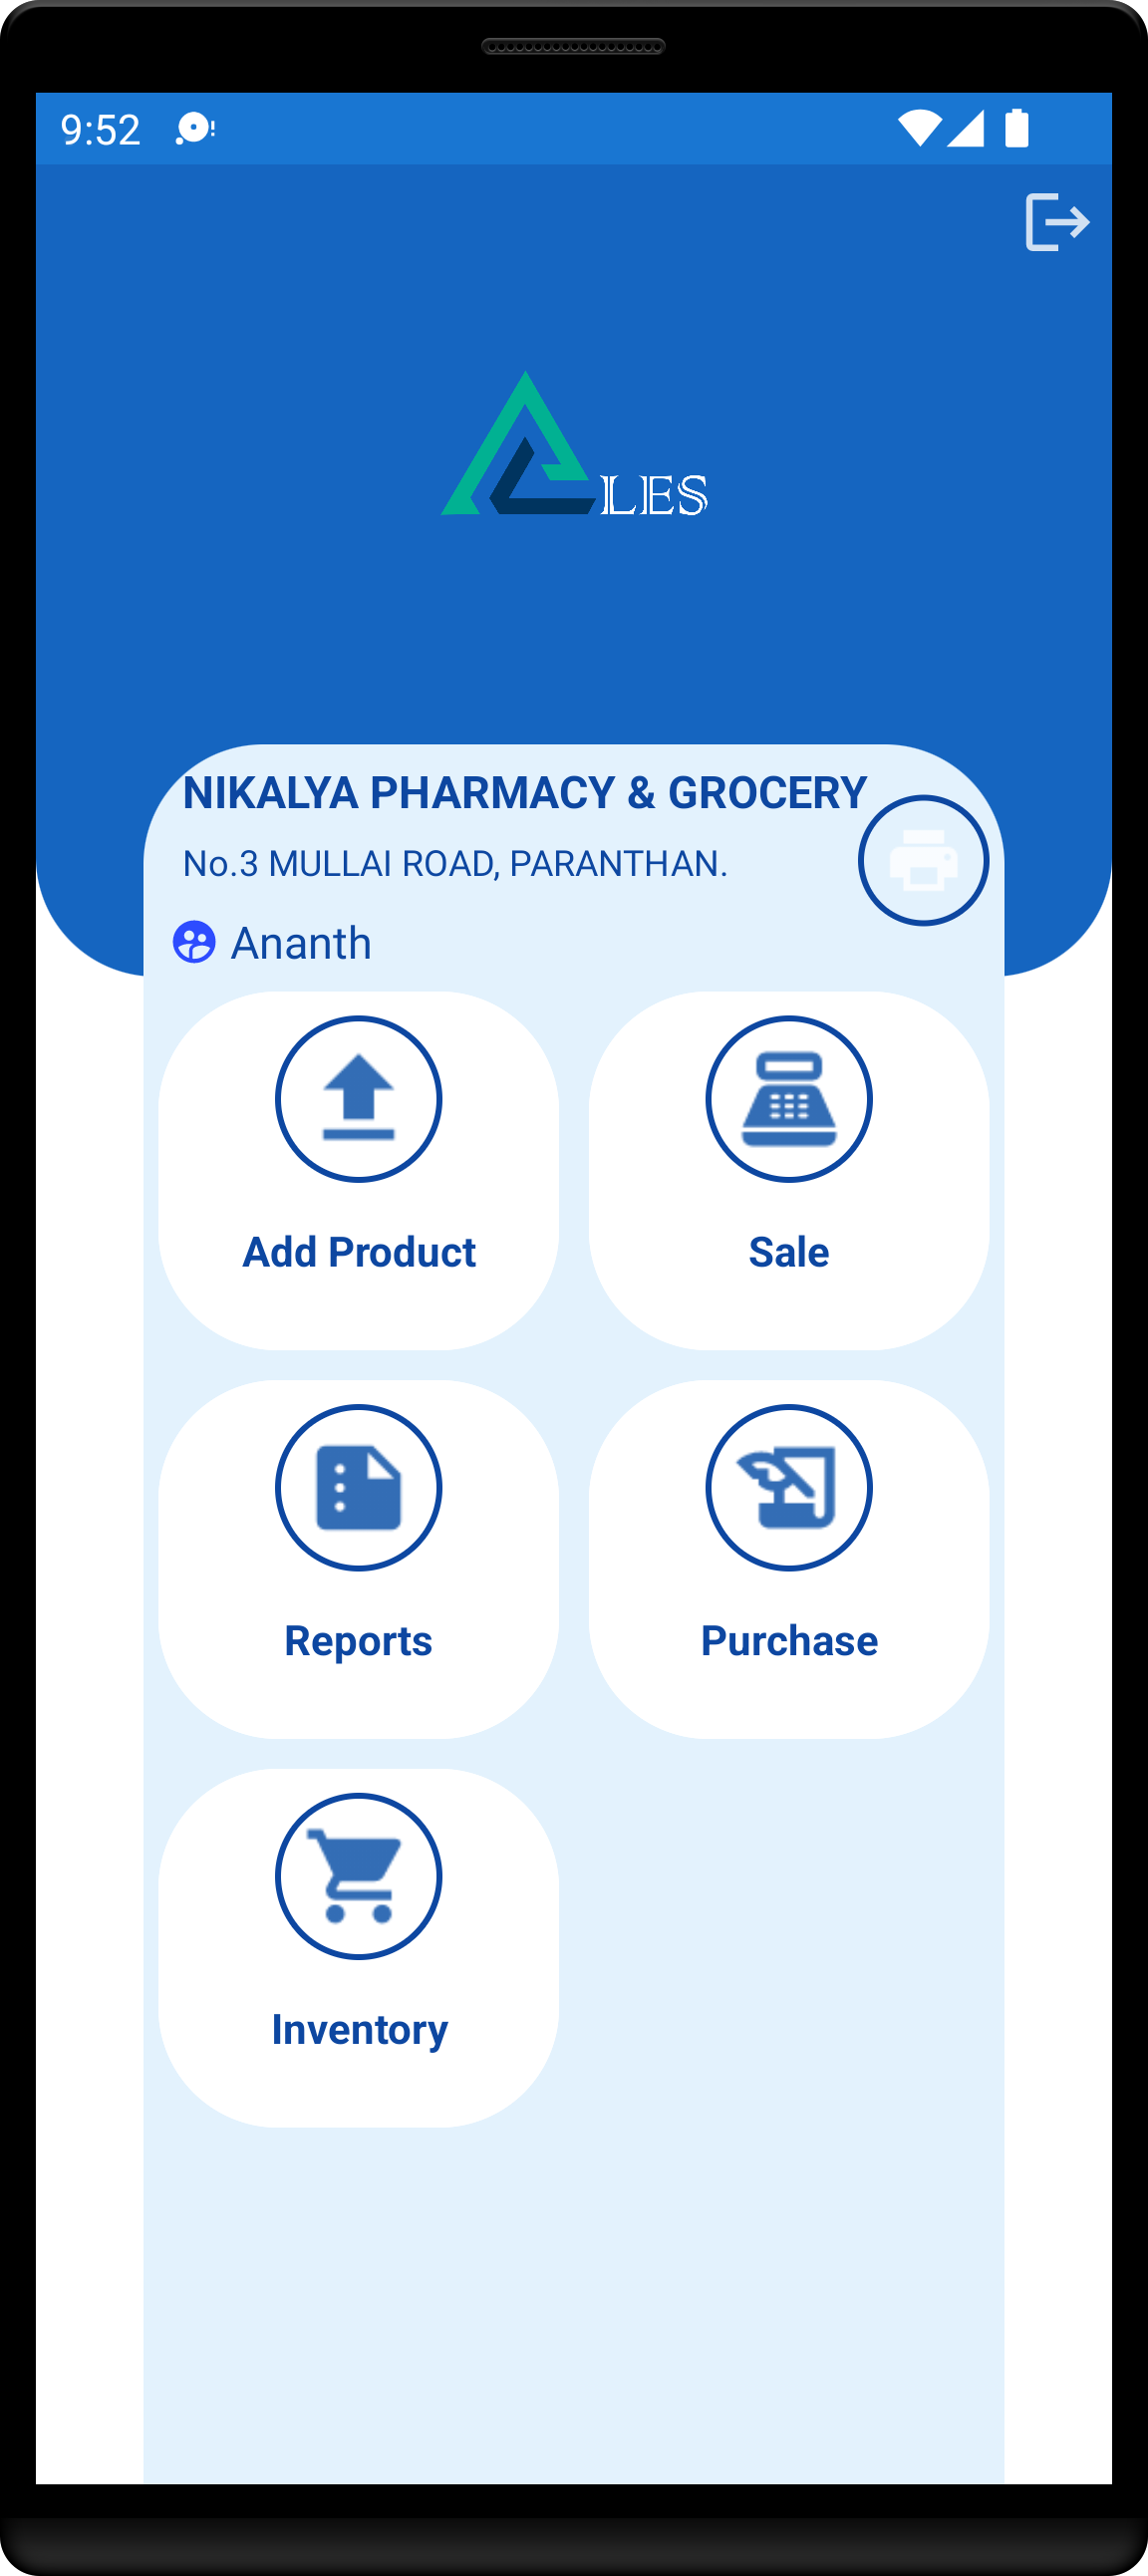 9:52
LES
NIKALYA PHARMACY & GROCERY
No.3 MULLAI ROAD, PARANTHAN.
Ananth
Add Product
Sale
Reports
Purchase
Inventory